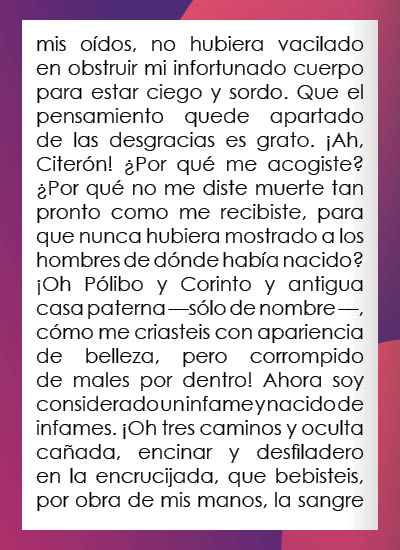 mis oídos, no hubiera vacilado
en obstruir mi infortunado cuerpo
para estar ciego y sordo. Que el
pensamiento quede apartado
de las desgracias es grato. ¡Ah,
Citerón! ¿Por qué me acogiste?
¿Por qué no me diste muerte tan
pronto como me recibiste, para
que nunca hubiera mostrado a los
hombres de dónde había nacido?
¡Oh Pólibo y Corinto y antigua
casa paterna —sólo de nombre —,
cómo me criasteis con apariencia
de belleza, pero corrompido
de males por dentro! Ahora soy
considerado un infame y nacido de
infames. ¡Oh tres caminos y oculta
cañada, encinar y desfiladero
en la encrucijada, que bebisteis,
por obra de mis manos, la sangre